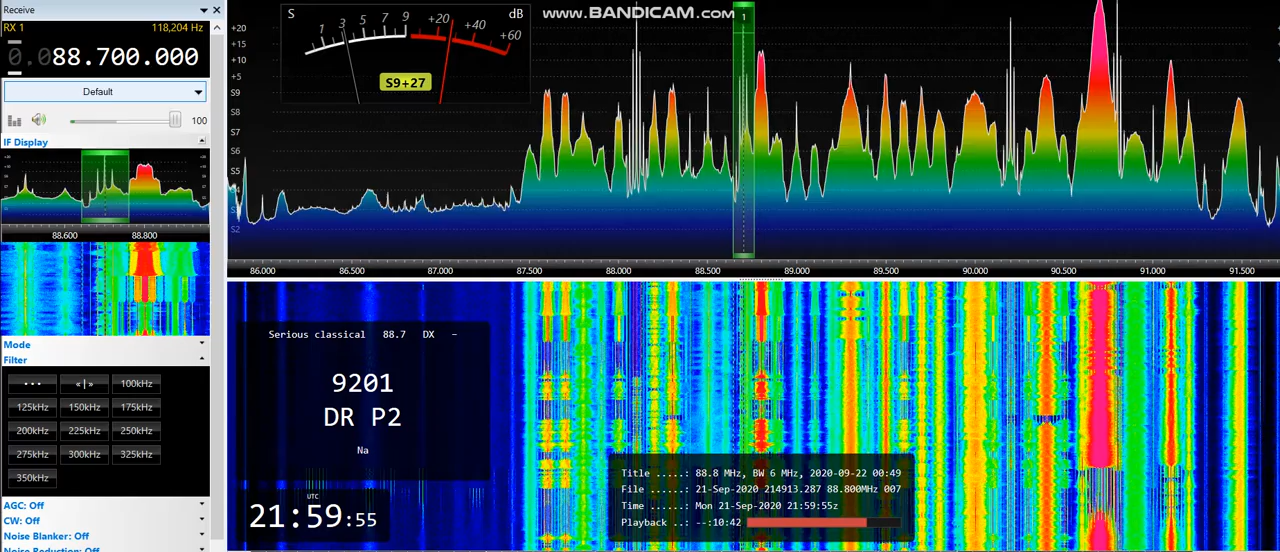 Receive
RX 1 118,204 Hz
0.088.700.000
Default
100
IF Display
88.600 88.800
Mode
Filter
••• «|» 100kHz
125kHz 150kHz 175kHz
200kHz 225kHz 250kHz
275kHz 300kHz 325kHz
350kHz
AGC: Off
CW: Off
Noise Blanker: Off
Noise Reduction: Off
www.BANDICAM.com
S 1 3 5 7 9 +20 +40 +60 dB
S9+27
1
+20
+15
+10
+5
S9
S8
S7
S6
S5
S4
S3
S2
86.000 86.500 87.000 87.500 88.000 88.500 89.000 89.500 90.000 90.500 91.000 91.500
Serious classical 88.7 DX –
9201
DR P2
Na
UTC
21:59:55
Title ....: 88.8 MHz, BW 6 MHz, 2020-09-22 00:49
File .....: 21-Sep-2020 214913.287 88.800MHz 007
Time .....: Mon 21-Sep-2020 21:59:55z
Playback ..: --:10:42